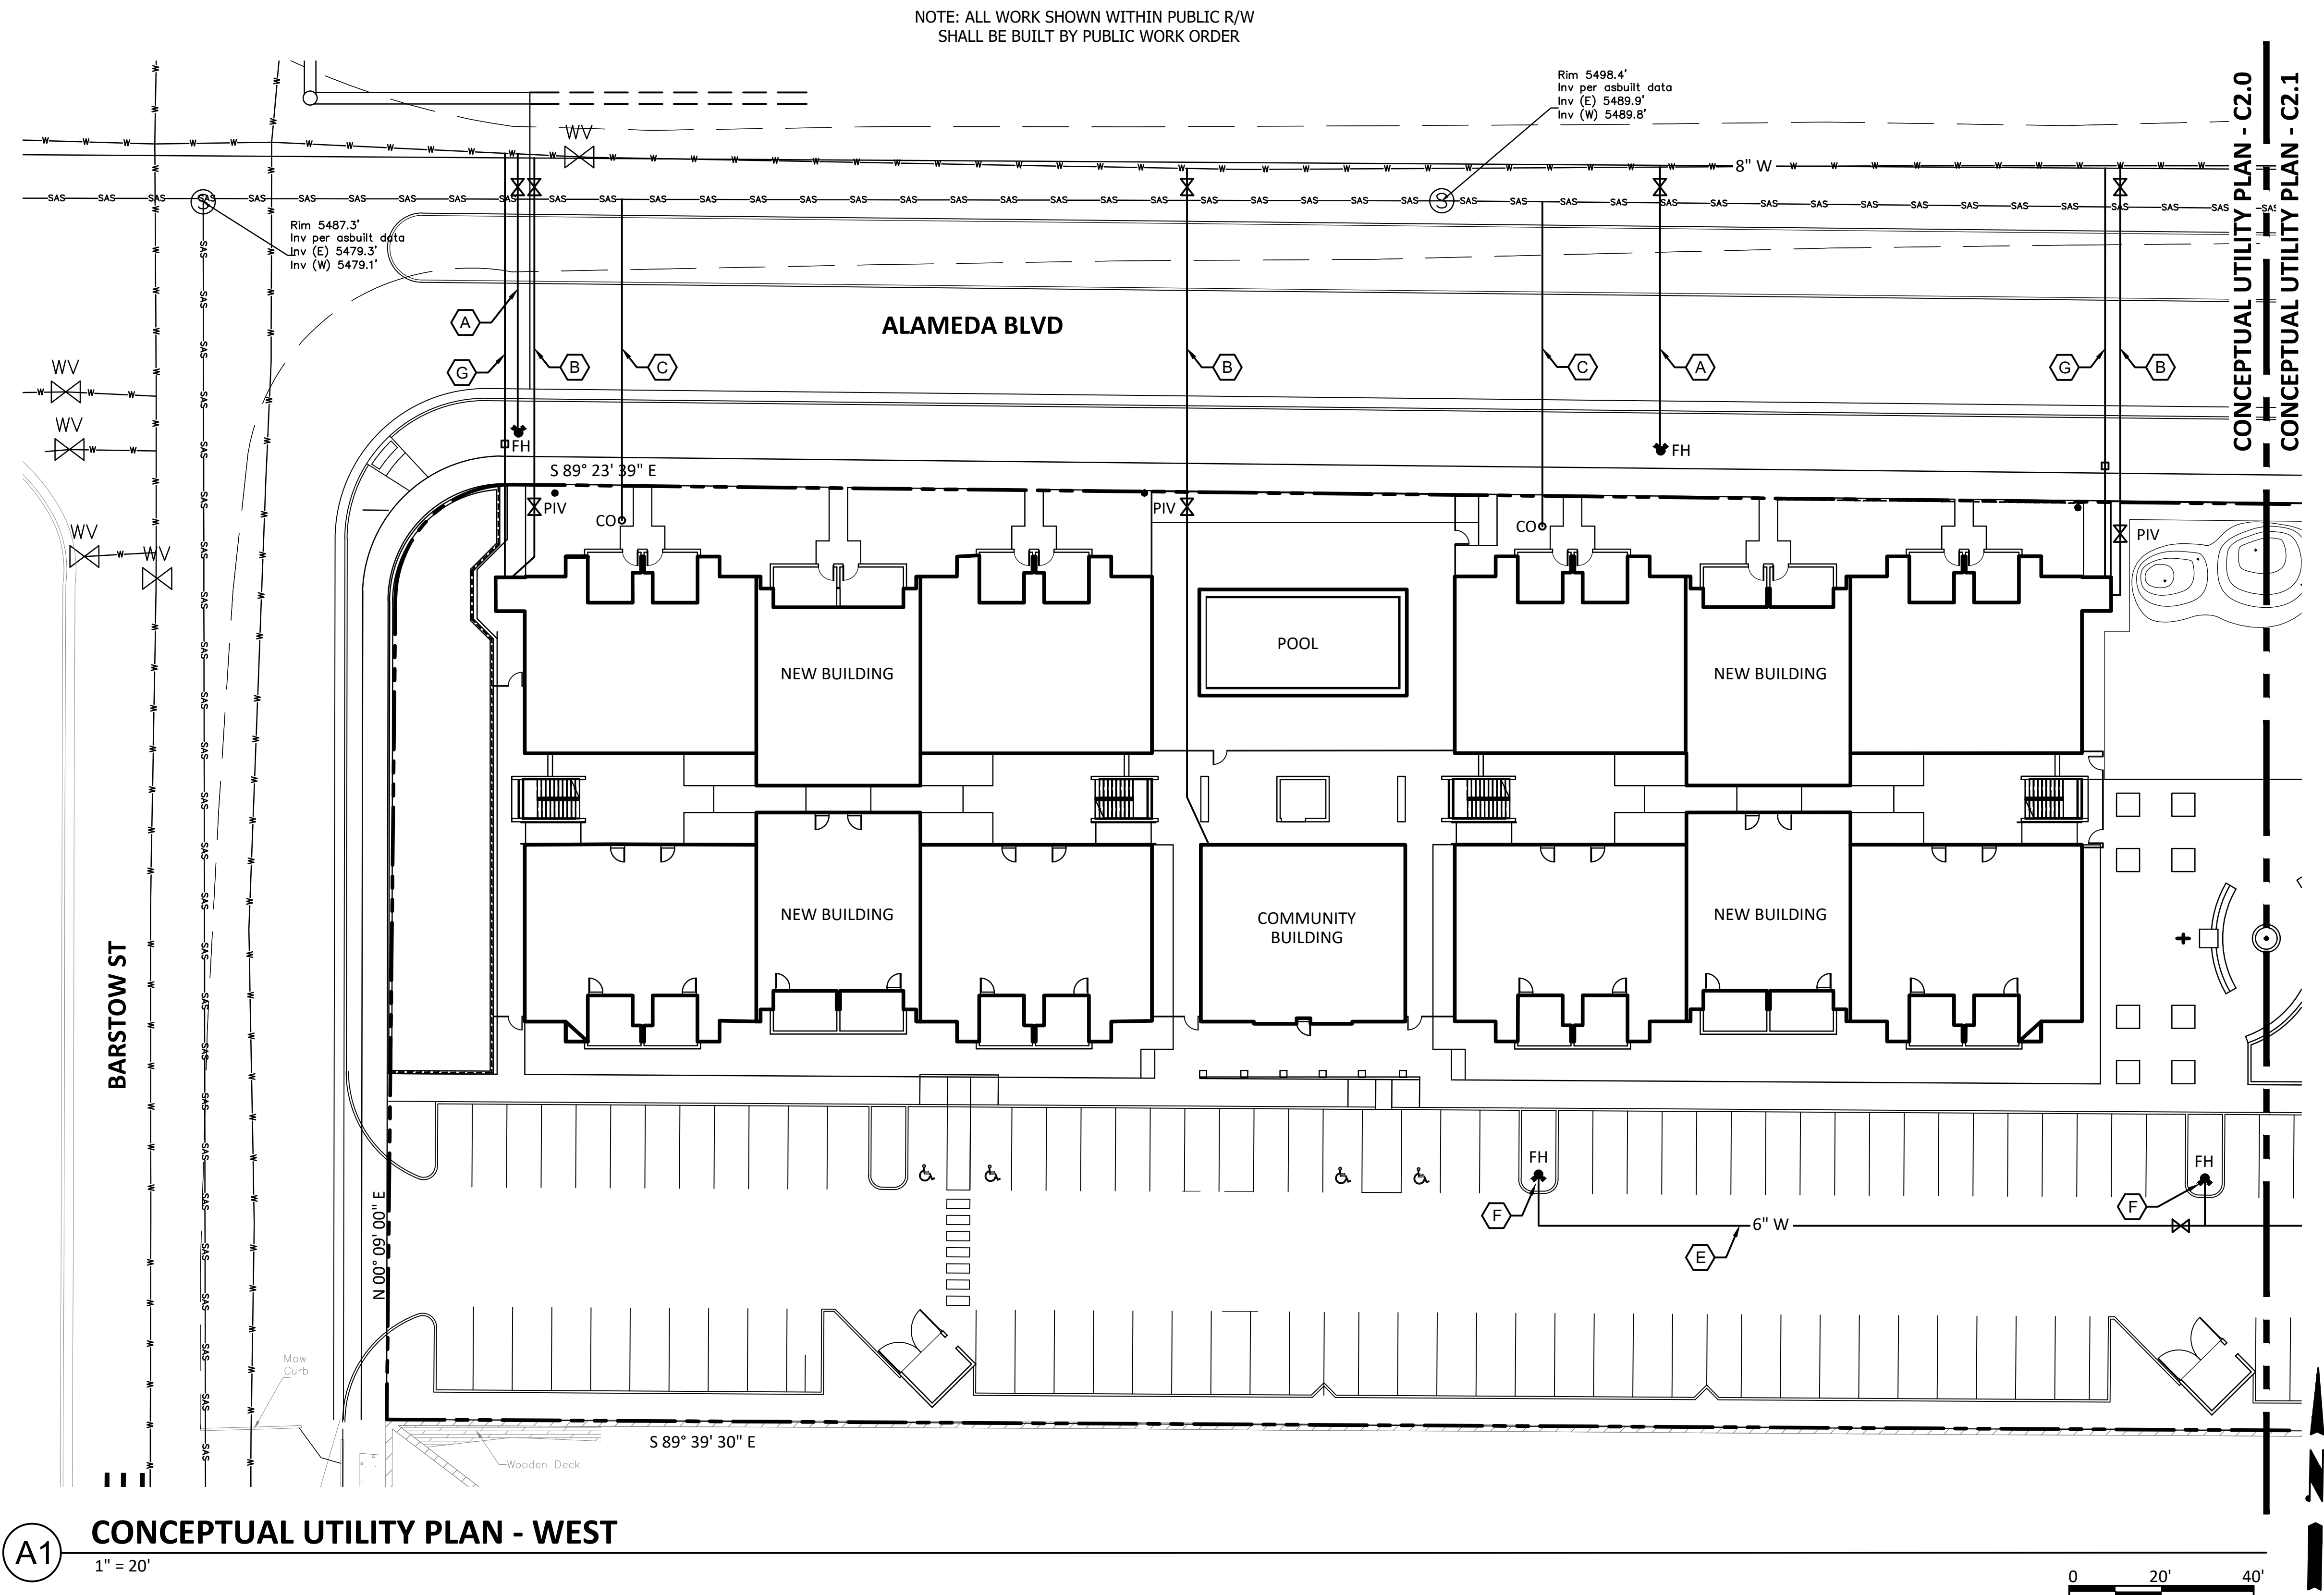 NOTE: ALL WORK SHOWN WITHIN PUBLIC R/W
SHALL BE BUILT BY PUBLIC WORK ORDER
CONCEPTUAL UTILITY PLAN - C2.0
CONCEPTUAL UTILITY PLAN - C2.1
Rim 5498.4'
Inv per asbuilt data
Inv (E) 5489.9'
Inv (W) 5489.8'
WV
8" W
Rim 5487.3'
Inv per asbuilt data
Inv (E) 5479.3'
Inv (W) 5479.1'
A
ALAMEDA BLVD
G
B
C
B
C
A
G
B
WV
WV
WV
WV
FH
FH
S 89° 23' 39" E
PIV
CO
PIV
CO
PIV
POOL
NEW BUILDING
NEW BUILDING
NEW BUILDING
COMMUNITY
BUILDING
NEW BUILDING
BARSTOW ST
FH
FH
F
F
6" W
E
N 00° 09' 00" E
Mow
Curb
S 89° 39' 30" E
Wooden Deck
N
A1
CONCEPTUAL UTILITY PLAN - WEST
1" = 20'
0 20' 40'